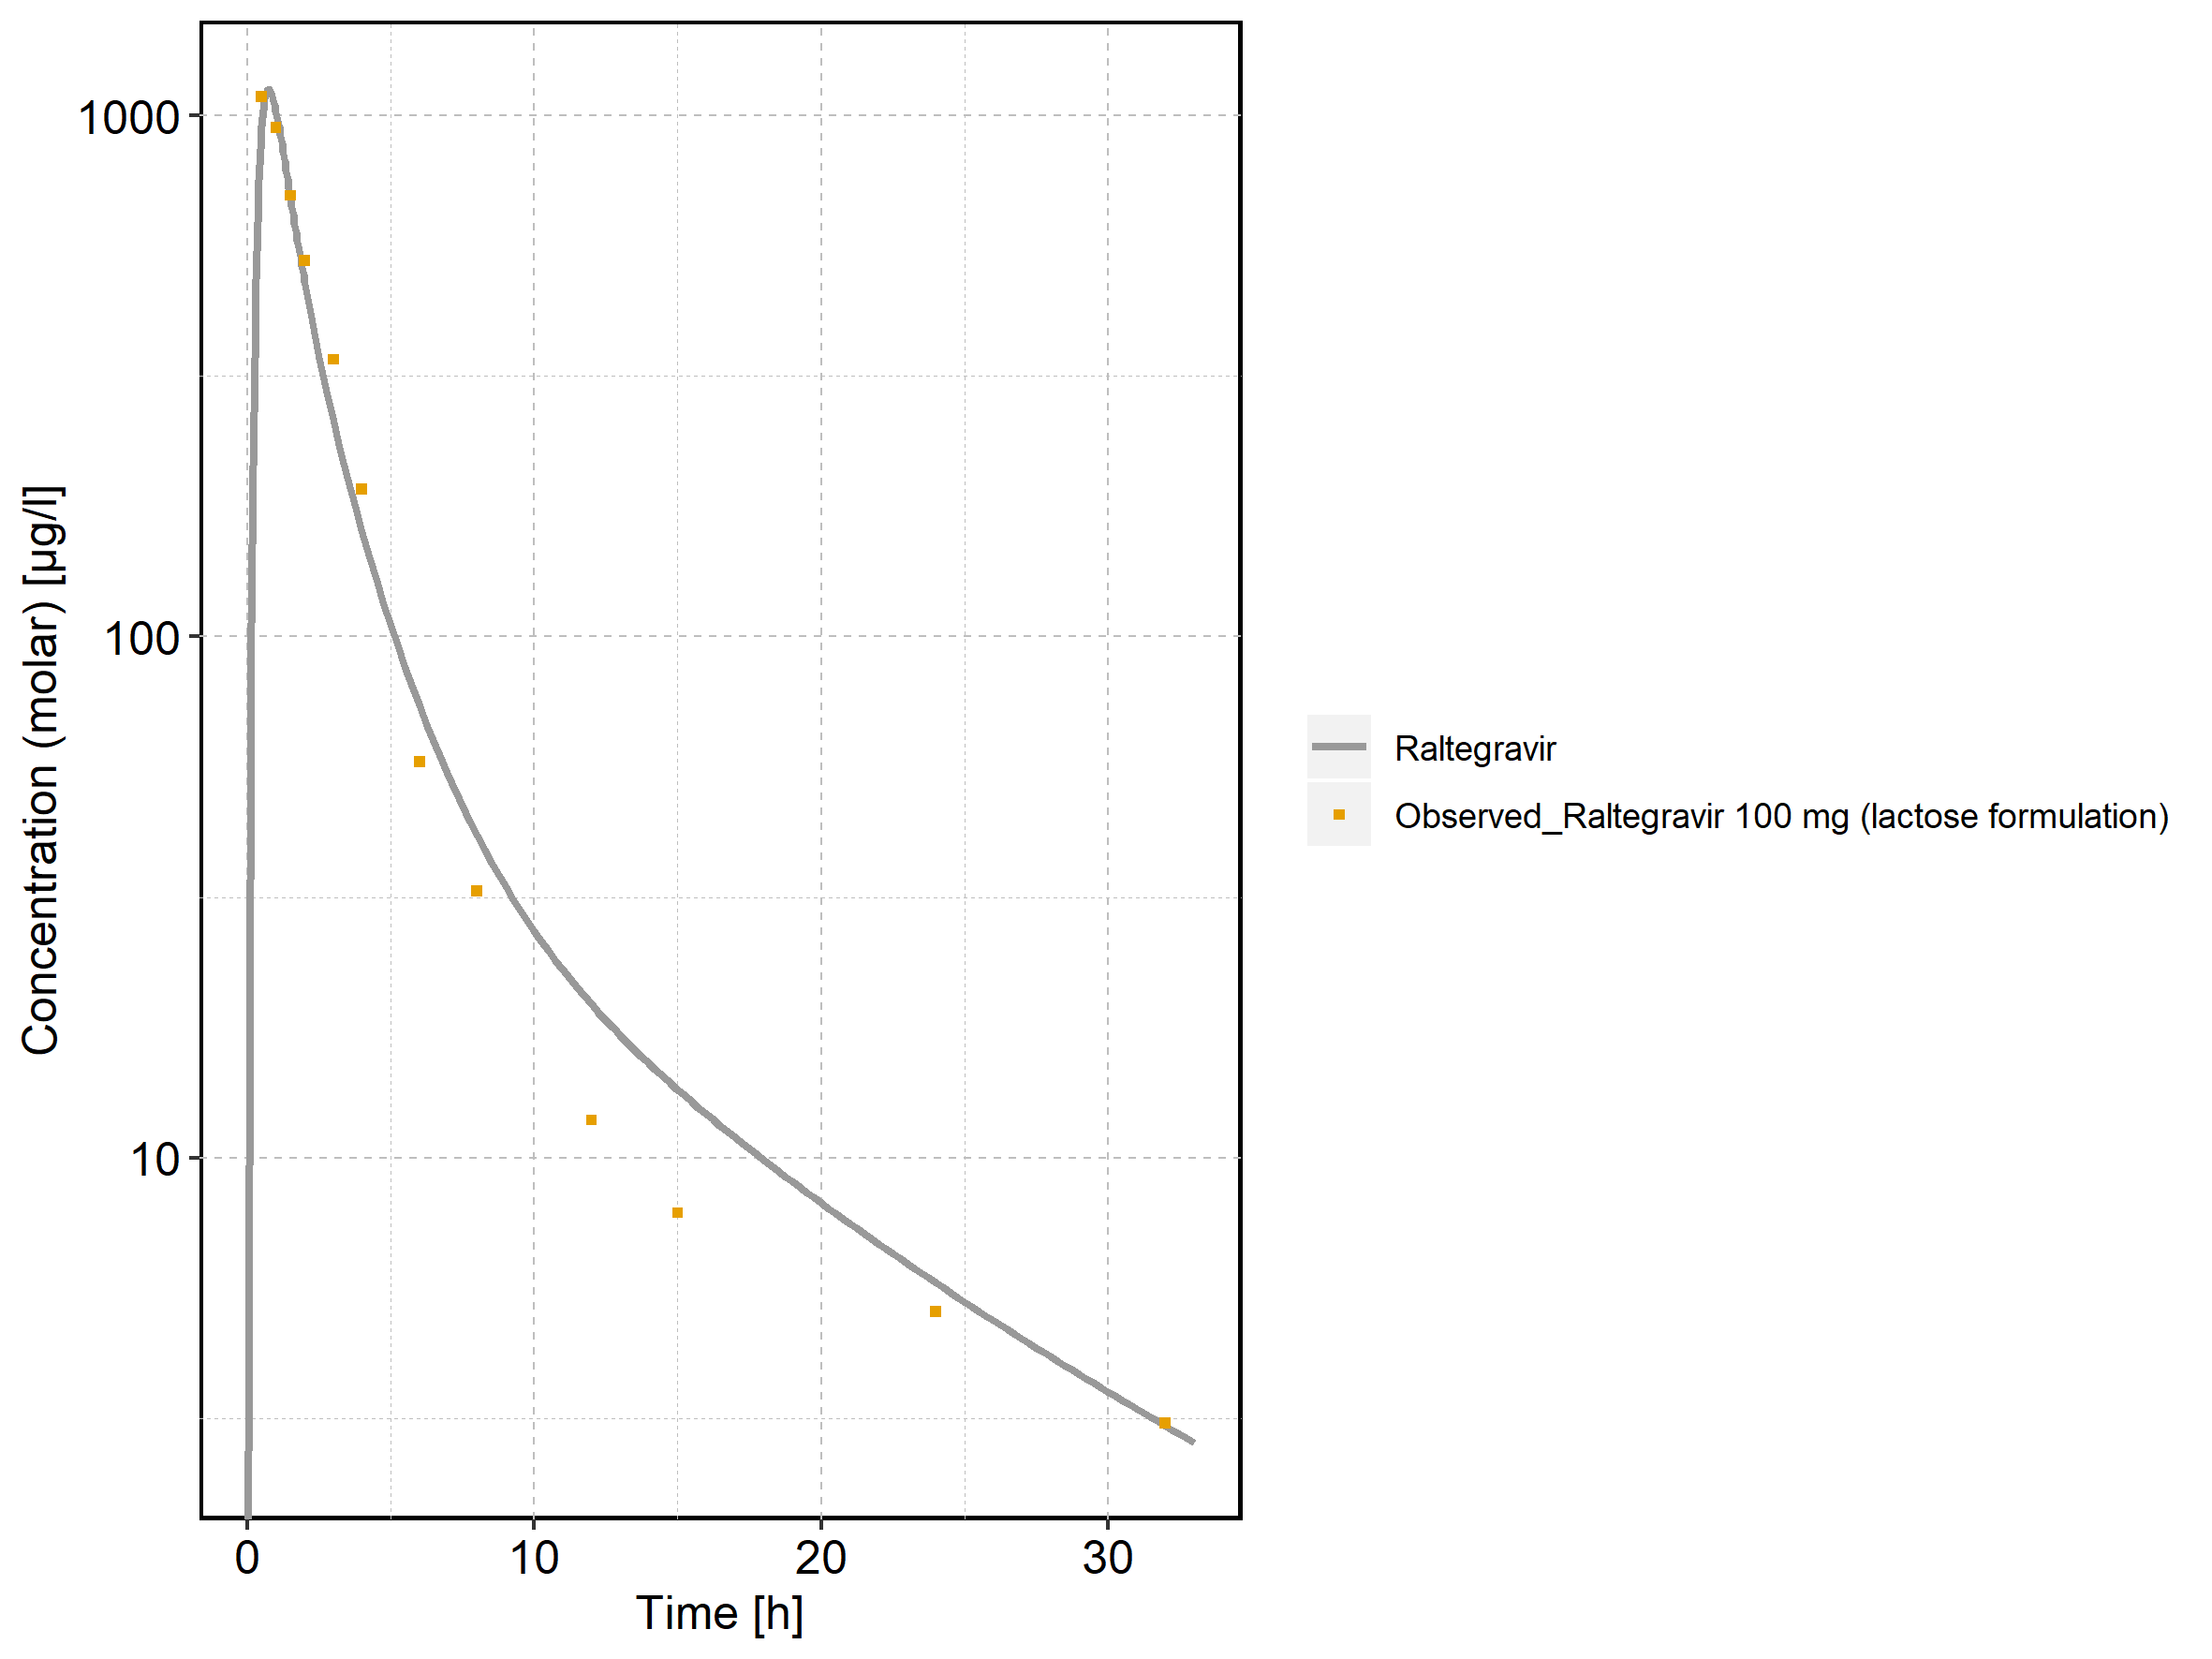 Concentration (molar) [µg/l]
1000
100
10
0
10
20
30
Time [h]
Raltegravir
Observed_Raltegravir 100 mg (lactose formulation)